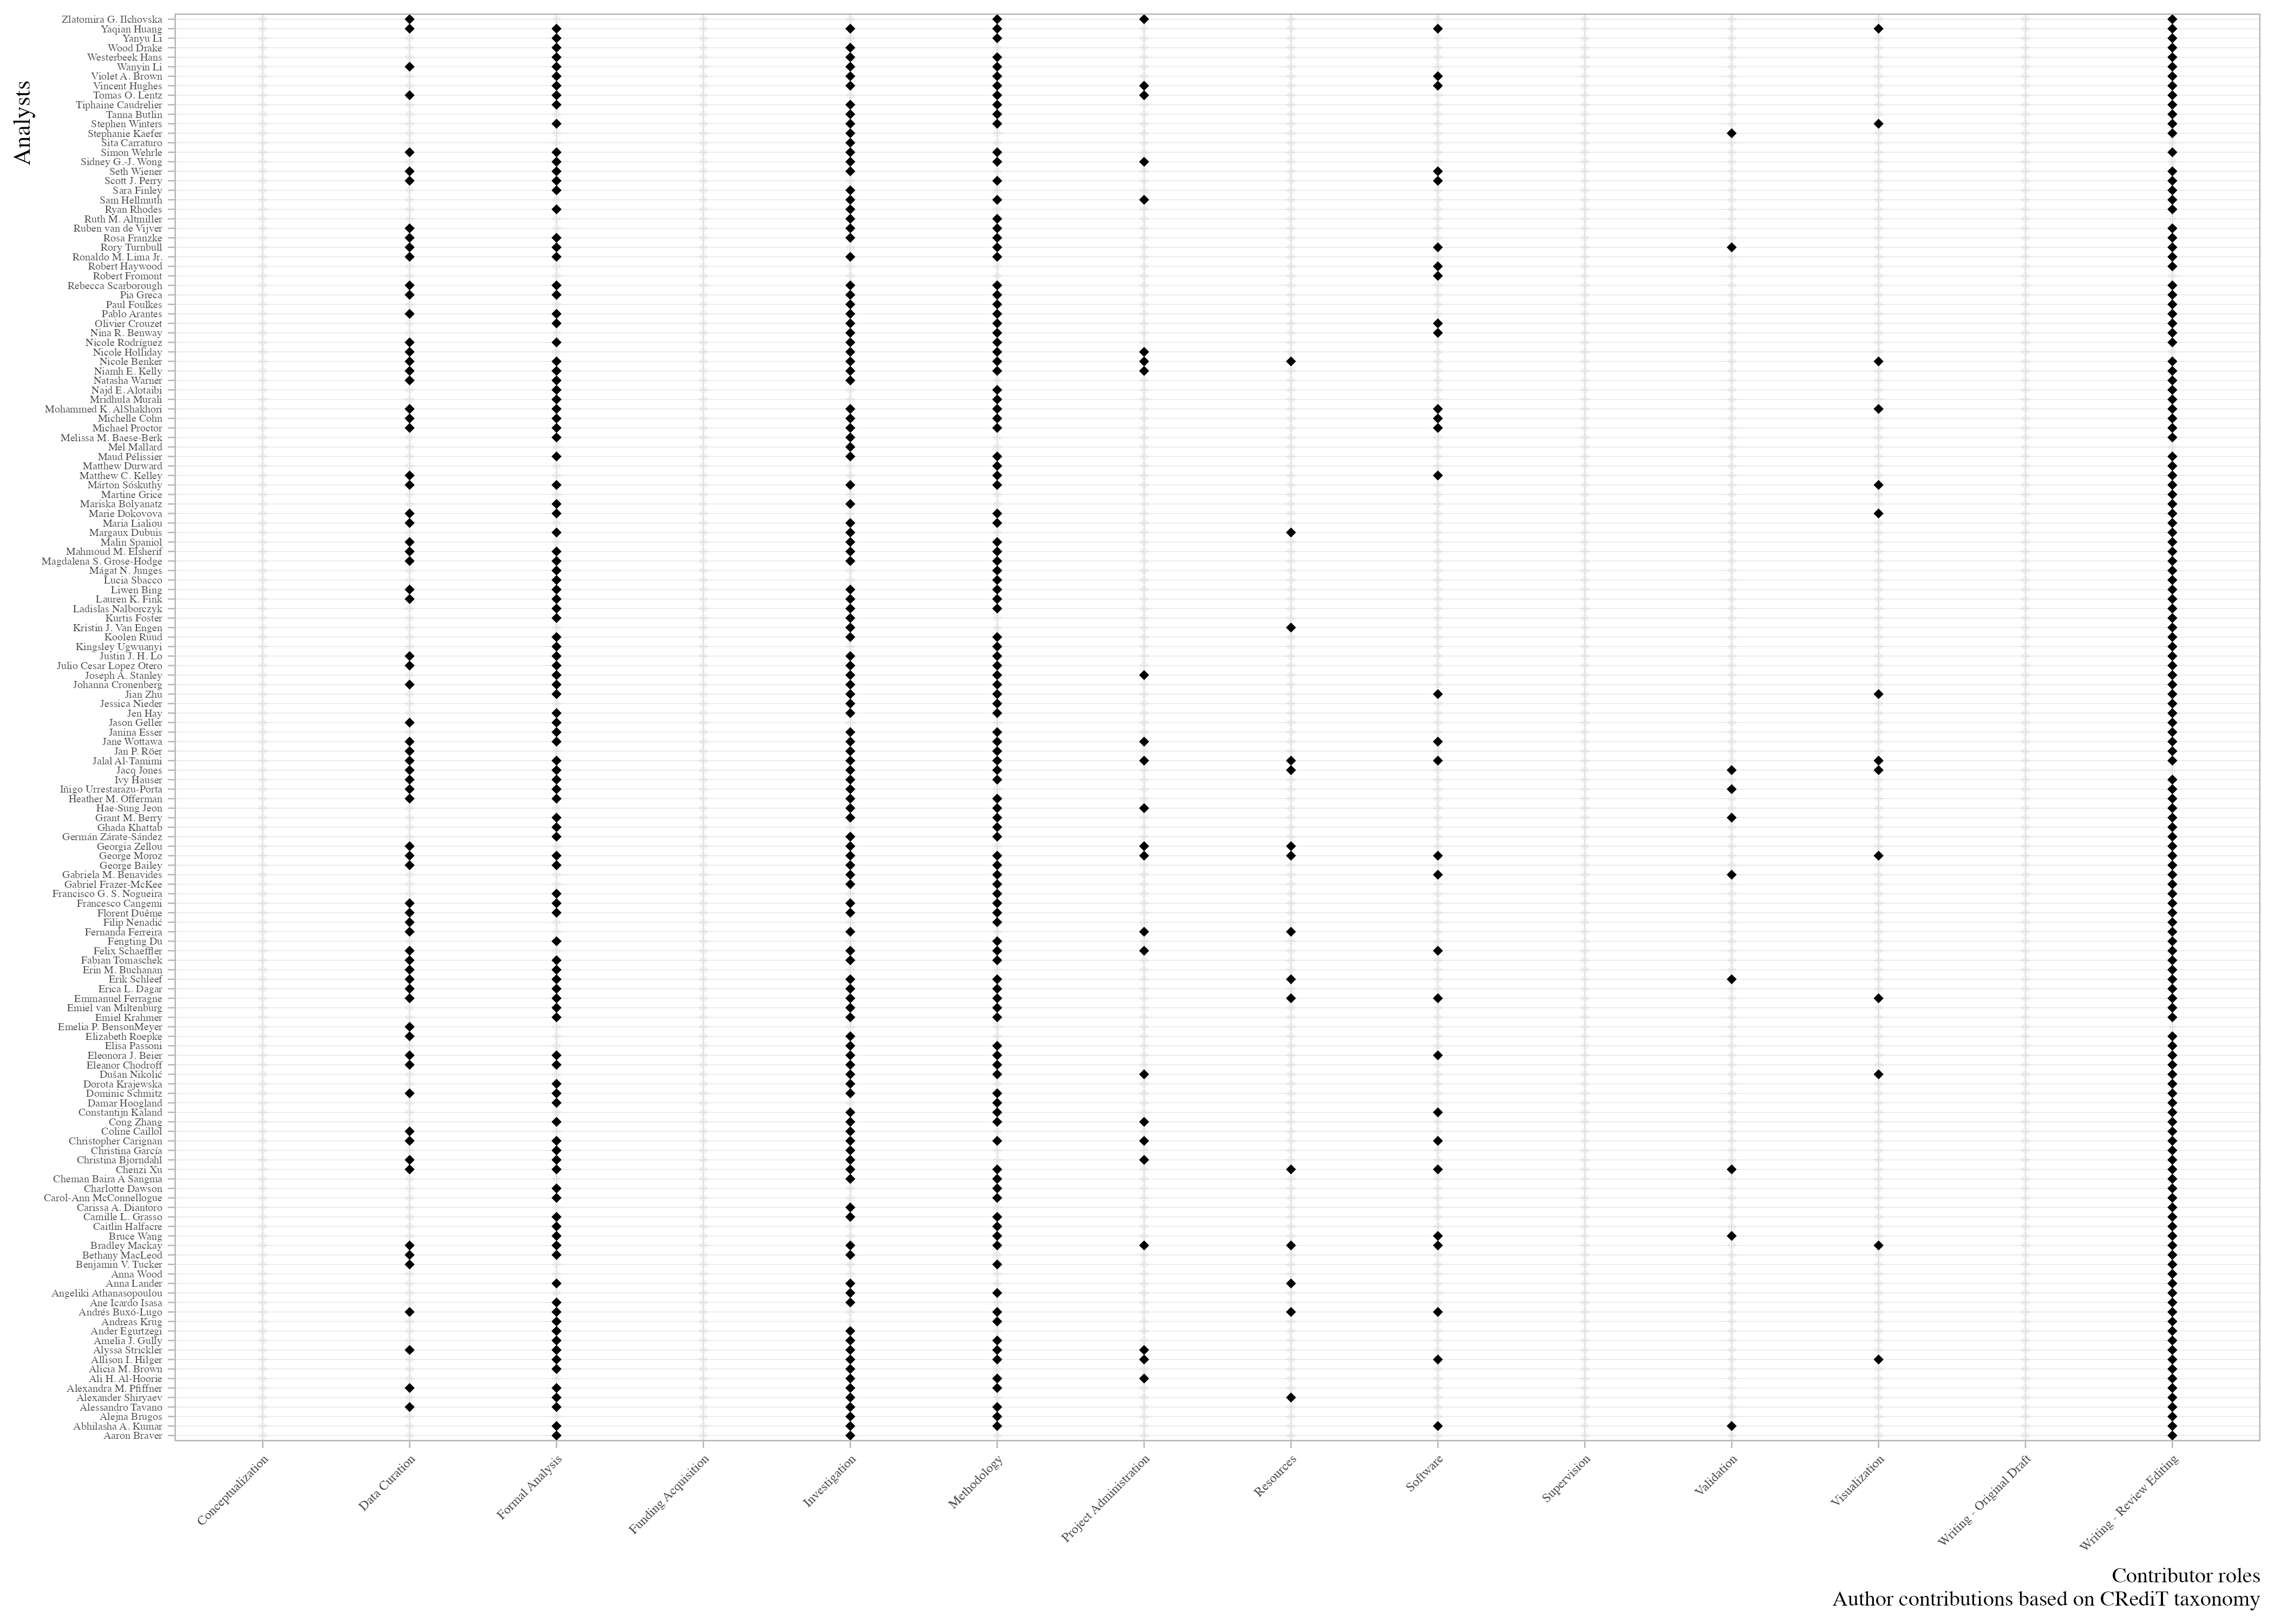 Analysts
Zlatomira G. Ilchovska
Yaqian Huang
Yanyu Li
Wood Drake
Westerbeek Hans
Wanyin Li
Violet A. Brown
Vincent Hughes
Tomas O. Lentz
Tiphaine Caudrelier
Tanna Butlin
Stephen Winters
Stephanie Kaefer
Sita Carraturo
Simon Wehrle
Sidney G.-J. Wong
Seth Wiener
Scott J. Perry
Sara Finley
Sam Hellmuth
Ryan Rhodes
Ruth M. Altmiller
Ruben van de Vijver
Rosa Franzke
Rory Turnbull
Ronaldo M. Lima Jr.
Robert Haywood
Robert Fromont
Rebecca Scarborough
Pia Greca
Paul Foulkes
Pablo Arantes
Olivier Crouzet
Nina R. Benway
Nicole Rodríguez
Nicole Holliday
Nicole Benker
Niamh E. Kelly
Natasha Warner
Najd E. Alotaibi
Mridhula Murali
Mohammed K. AlShakhori
Michelle Cohn
Michael Proctor
Melissa M. Baese-Berk
Mel Mallard
Maud Pélissier
Matthew Durward
Matthew C. Kelley
Márton Sóskuthy
Martine Grice
Mariska Bolyanatz
Marie Dokovova
Maria Lialiou
Margaux Dubuis
Malin Spaniol
Mahmoud M. Elsherif
Magdalena S. Grose-Hodge
Mágat N. Junges
Lucia Sbacco
Liwen Bing
Lauren K. Fink
Ladislas Nalborczyk
Kurtis Foster
Kristin J. Van Engen
Koolen Ruud
Kingsley Ugwuanyi
Justin J. H. Lo
Julio Cesar Lopez Otero
Joseph A. Stanley
Johanna Cronenberg
Jian Zhu
Jessica Nieder
Jen Hay
Jason Geller
Janina Esser
Jane Wottawa
Jan P. Röer
Jalal Al-Tamimi
Jacq Jones
Ivy Hauser
Iñigo Urrestarazu-Porta
Heather M. Offerman
Hae-Sung Jeon
Grant M. Berry
Ghada Khattab
Germán Zárate-Sández
Georgia Zellou
George Moroz
George Bailey
Gabriela M. Benavides
Gabriel Frazer-McKee
Francisco G. S. Nogueira
Francesco Cangemi
Florent Duême
Filip Nenadić
Fernanda Ferreira
Fengting Du
Felix Schaeffler
Fabian Tomaschek
Erin M. Buchanan
Erik Schleef
Erica L. Dagar
Emmanuel Ferragne
Emiel van Miltenburg
Emiel Krahmer
Emelia P. BensonMeyer
Elizabeth Roepke
Elisa Passoni
Eleonora J. Beier
Eleanor Chodroff
Dušan Nikolić
Dorota Krajewska
Dominic Schmitz
Damar Hoogland
Constantijn Kaland
Cong Zhang
Coline Caillol
Christopher Carignan
Christina García
Christina Bjorndahl
Chenzi Xu
Cheman Baira A Sangma
Charlotte Dawson
Carol-Ann McConnellogue
Carissa A. Diantoro
Camille L. Grasso
Caitlin Halfacre
Bruce Wang
Bradley Mackay
Bethany MacLeod
Benjamin V. Tucker
Anna Wood
Anna Lander
Angeliki Athanasopoulou
Ane Icardo Isasa
Andrés Buxó-Lugo
Andreas Krug
Ander Egurtzegi
Amelia J. Gully
Alyssa Strickler
Allison I. Hilger
Alicia M. Brown
Ali H. Al-Hoorie
Alexandra M. Pfiffner
Alexander Shiryaev
Alessandro Tavano
Alejna Brugos
Abhilasha A. Kumar
Aaron Braver
Conceptualization
Data Curation
Formal Analysis
Funding Acquisition
Investigation
Methodology
Project Administration
Resources
Software
Supervision
Validation
Visualization
Writing - Original Draft
Writing - Review Editing
Contributor roles
Author contributions based on CRediT taxonomy